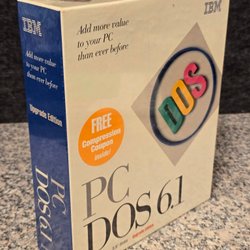 IBM
Add more value
to your PC
than ever before
Upgrade Edition
PC
DOS 6.1
Add more value
to your PC
than ever before
IBM
DOS
FREE
Compression
Coupon
Inside!
PC
DOS 6.1